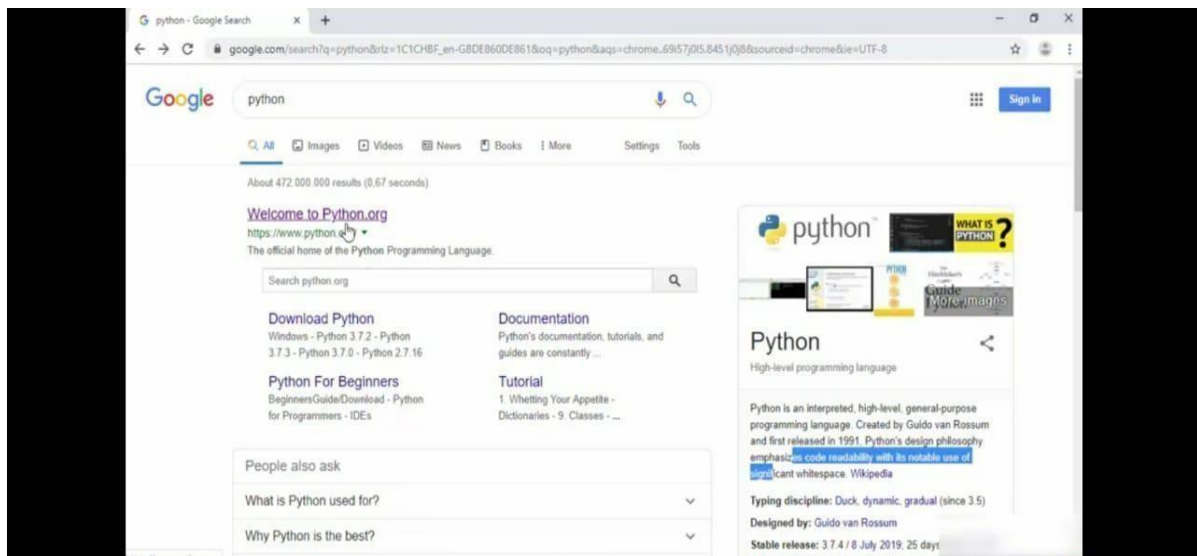 python - Google Search
google.com/search?q=python&rlz=1C1CHBF_en-GBDE860DE861&oq=python&aqs=chrome..69i57j0l5.8451j0j8&sourceid=chrome&ie=UTF-8
Google
python
Sign in
All Images Videos News Books More Settings Tools
About 472.000.000 results (0,67 seconds)
Welcome to Python.org
https://www.python.
The official home of the Python Programming Language.
Search python.org
Download Python
Windows - Python 3.7.2 - Python
3.7.3 - Python 3.7.0 - Python 2.7.16
Documentation
Python's documentation, tutorials, and
guides are constantly ...
Python For Beginners
BeginnersGuide/Download - Python
for Programmers - IDEs
Tutorial
1. Whetting Your Appetite -
Dictionaries - 9. Classes - ...
People also ask
What is Python used for?
Why Python is the best?
python™
WHAT IS
PYTHON ?
Guide
More images
Python
High-level programming language
Python is an interpreted, high-level, general-purpose
programming language. Created by Guido van Rossum
and first released in 1991, Python's design philosophy
emphasizes code readability with its notable use of
significant whitespace. Wikipedia
Typing discipline: Duck, dynamic, gradual (since 3.5)
Designed by: Guido van Rossum
Stable release: 3.7.4 / 8 July 2019; 25 days